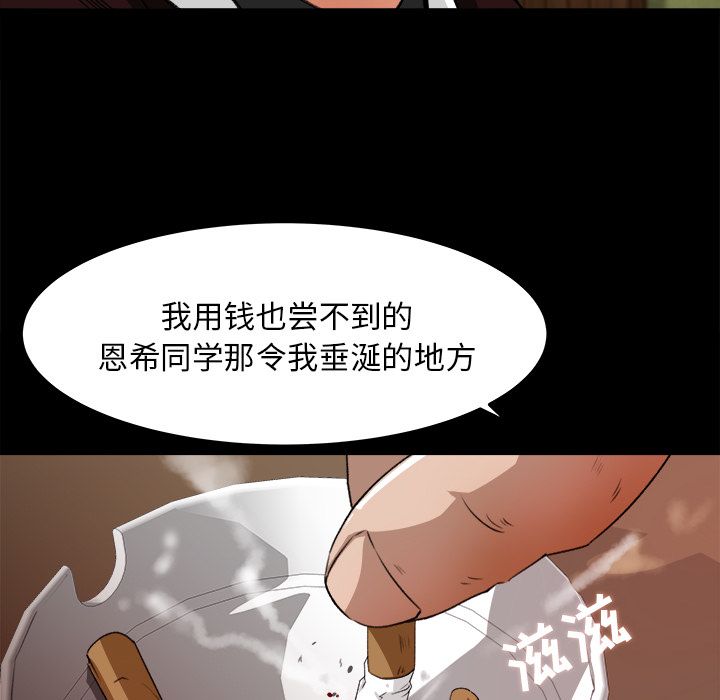 我用钱也尝不到的
恩希同学那令我垂涎的地方
滋滋